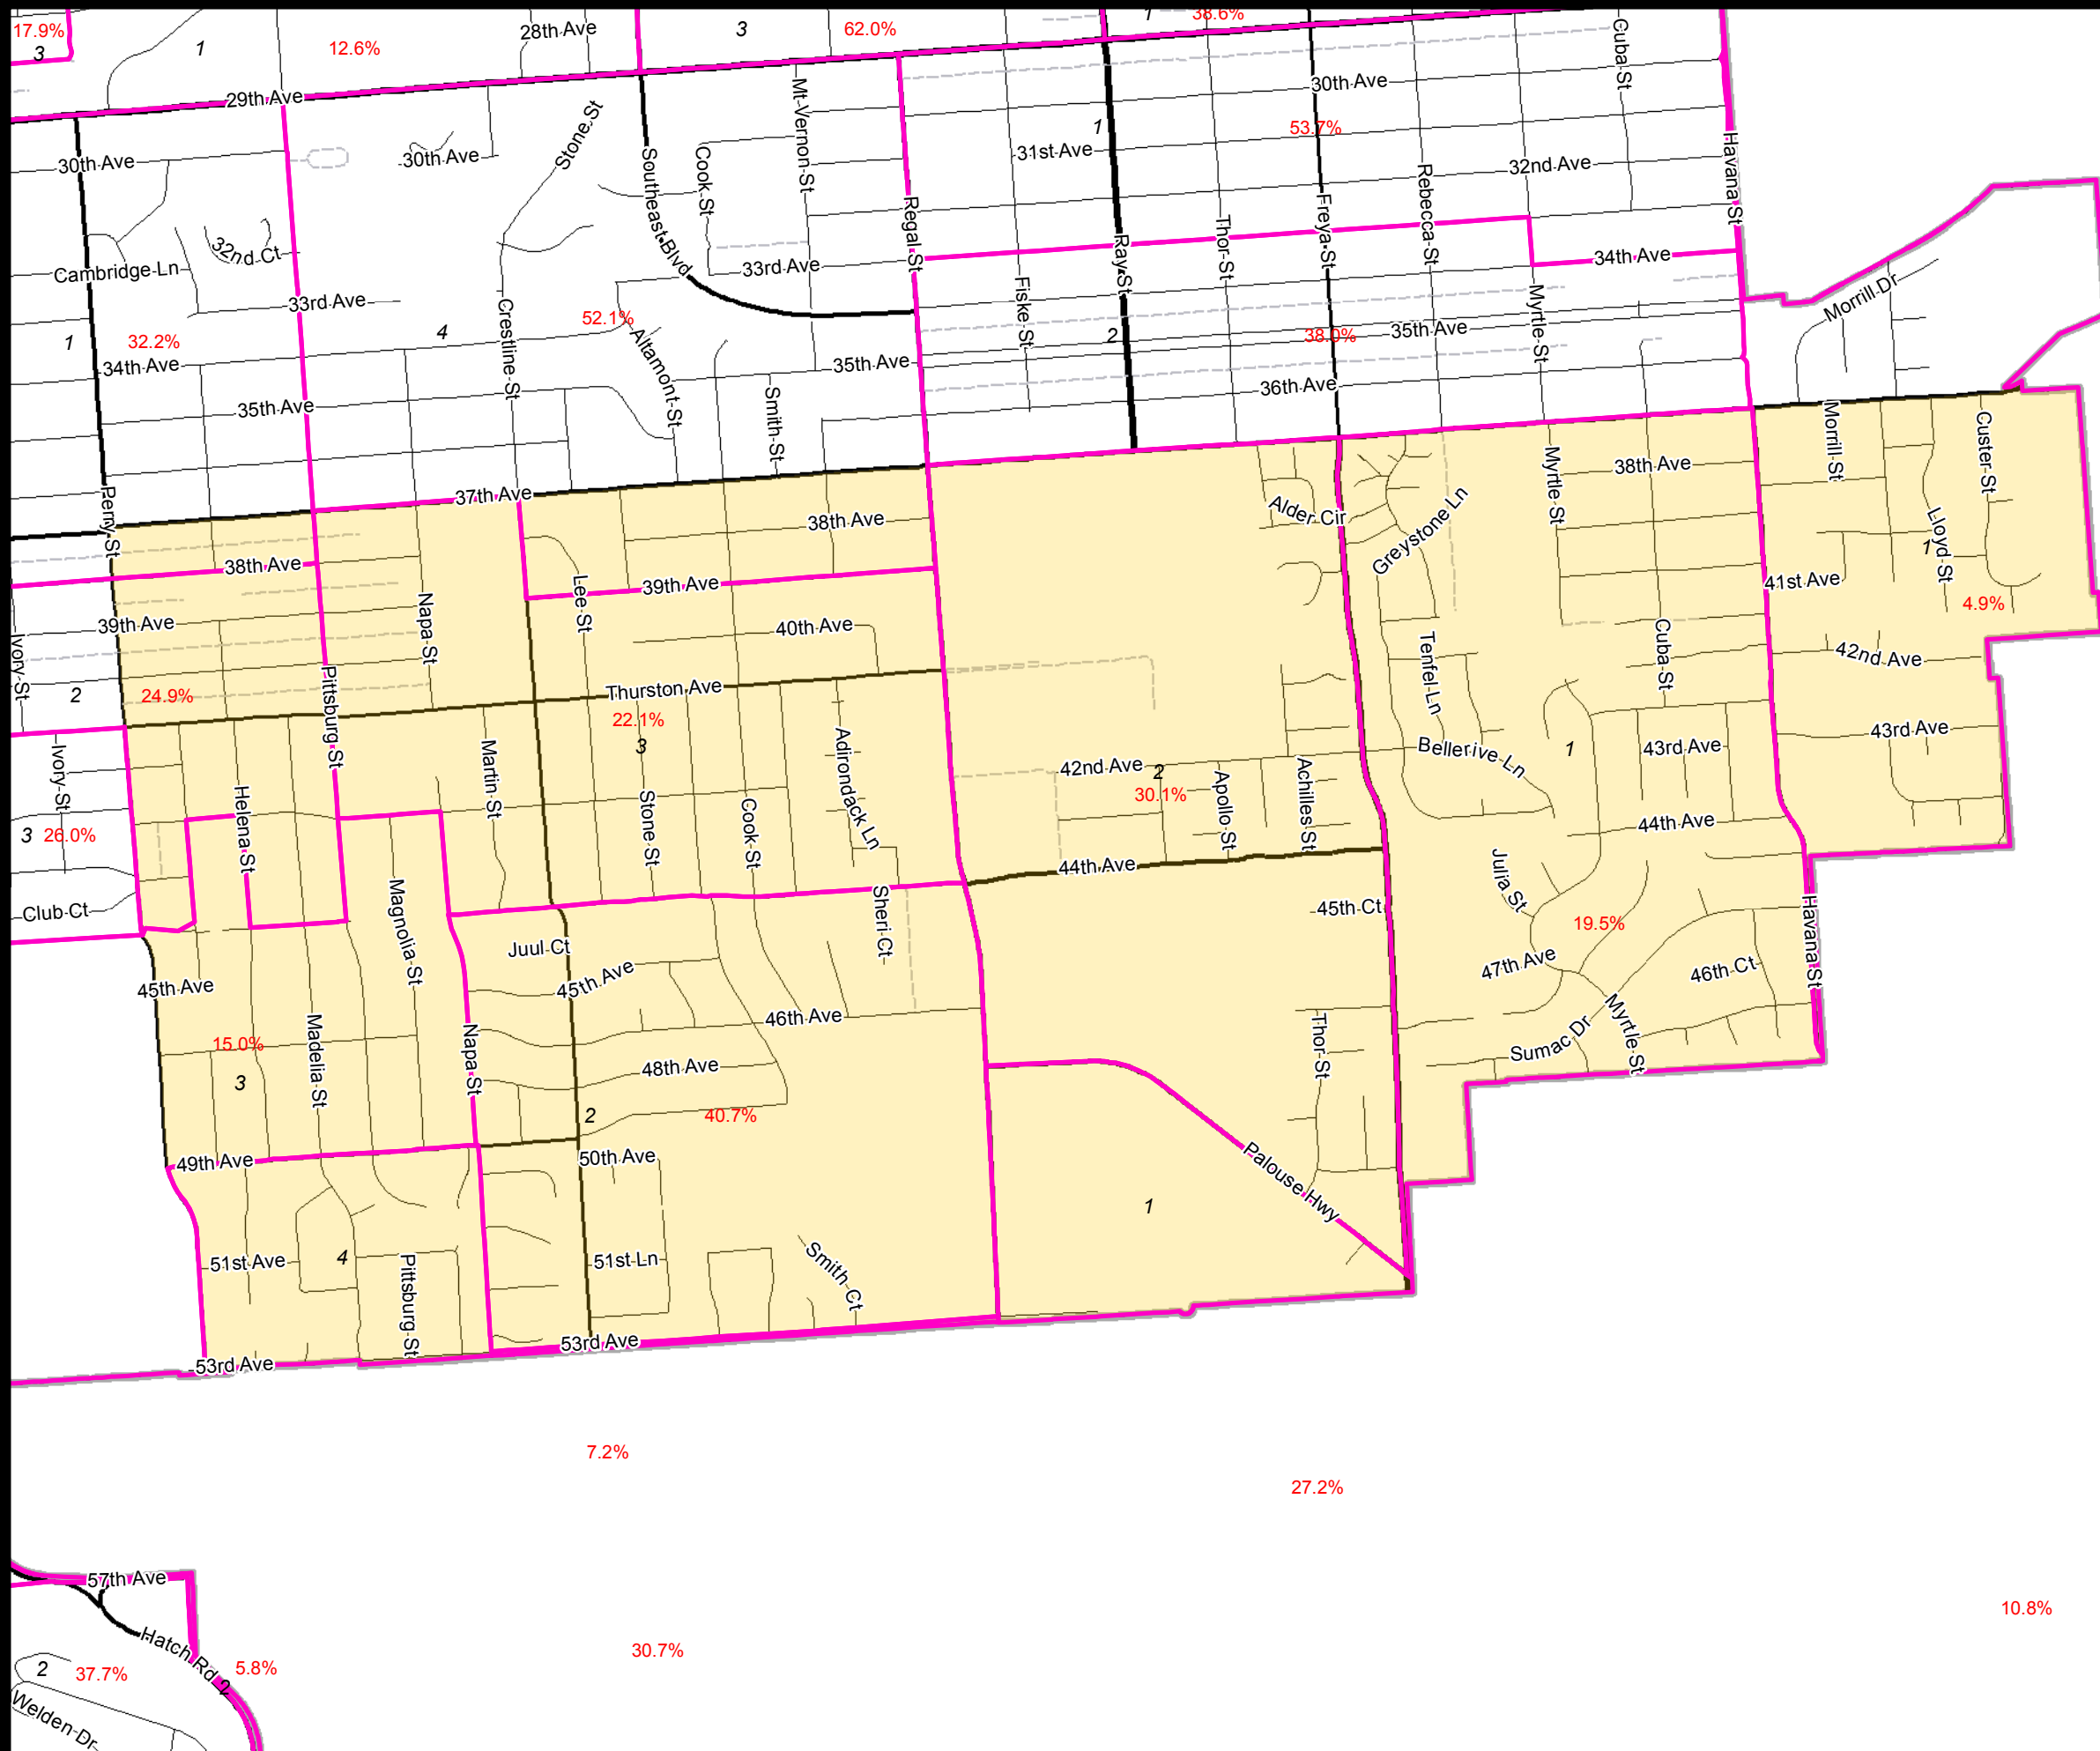 17.9%
3
1
12.6%
28th Ave
3
62.0%
1
38.6%
Cuba St
29th Ave
30th Ave
30th Ave
Stone St
Mt Vernon St
30th Ave
1
53.7%
31st Ave
32nd Ave
Havana St
30th Ave
Southeast Blvd
Cook St
Regal St
Rebecca St
Freya St
Thor St
Ray St
32nd Ct
Cambridge Ln
33rd Ave
34th Ave
33rd Ave
Morrill Dr
Fiske St
Myrtle St
Crestline St
4
52.1%
1
32.2%
2
38.0%
35th Ave
34th Ave
Altamont St
35th Ave
36th Ave
35th Ave
Smith St
Morrill St
Custer St
Perry St
37th Ave
38th Ave
Myrtle St
38th Ave
Alder Cir
Greystone Ln
Lloyd St
1
38th Ave
39th Ave
Lee St
41st Ave
4.9%
Napa St
39th Ave
40th Ave
Ivory St
Cuba St
Tenfel Ln
42nd Ave
2
24.9%
Pittsburg St
Thurston Ave
22.1%
3
43rd Ave
Ivory St
Martin St
Adirondack Ln
42nd Ave
2
30.1%
Apollo St
Achilles St
Bellerive Ln
1
43rd Ave
3
26.0%
Helena St
Stone St
Cook St
44th Ave
44th Ave
Club Ct
Magnolia St
Sheri Ct
45th Ct
Julia St
19.5%
Havana St
Juul Ct
45th Ave
45th Ave
47th Ave
46th Ct
46th Ave
Myrtle St
Sumac Dr
15.0%
Madelia St
Napa St
48th Ave
Thor St
3
2
40.7%
49th Ave
50th Ave
Palouse Hwy
1
51st Ave
4
Pittsburg St
51st Ln
Smith Ct
53rd Ave
53rd Ave
7.2%
27.2%
57th Ave
10.8%
Hatch Rd
30.7%
2
37.7%
5.8%
2
Welden Dr